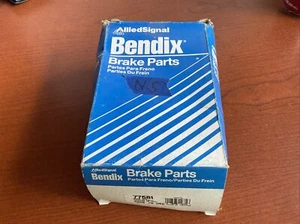 AlliedSignal
Bendix®
Brake Parts
Partes Para Freno
Parties Du Frein
AlliedSignal
Bendix
Brake Parts
Partes Para Freno/Parties Du Frein
77581